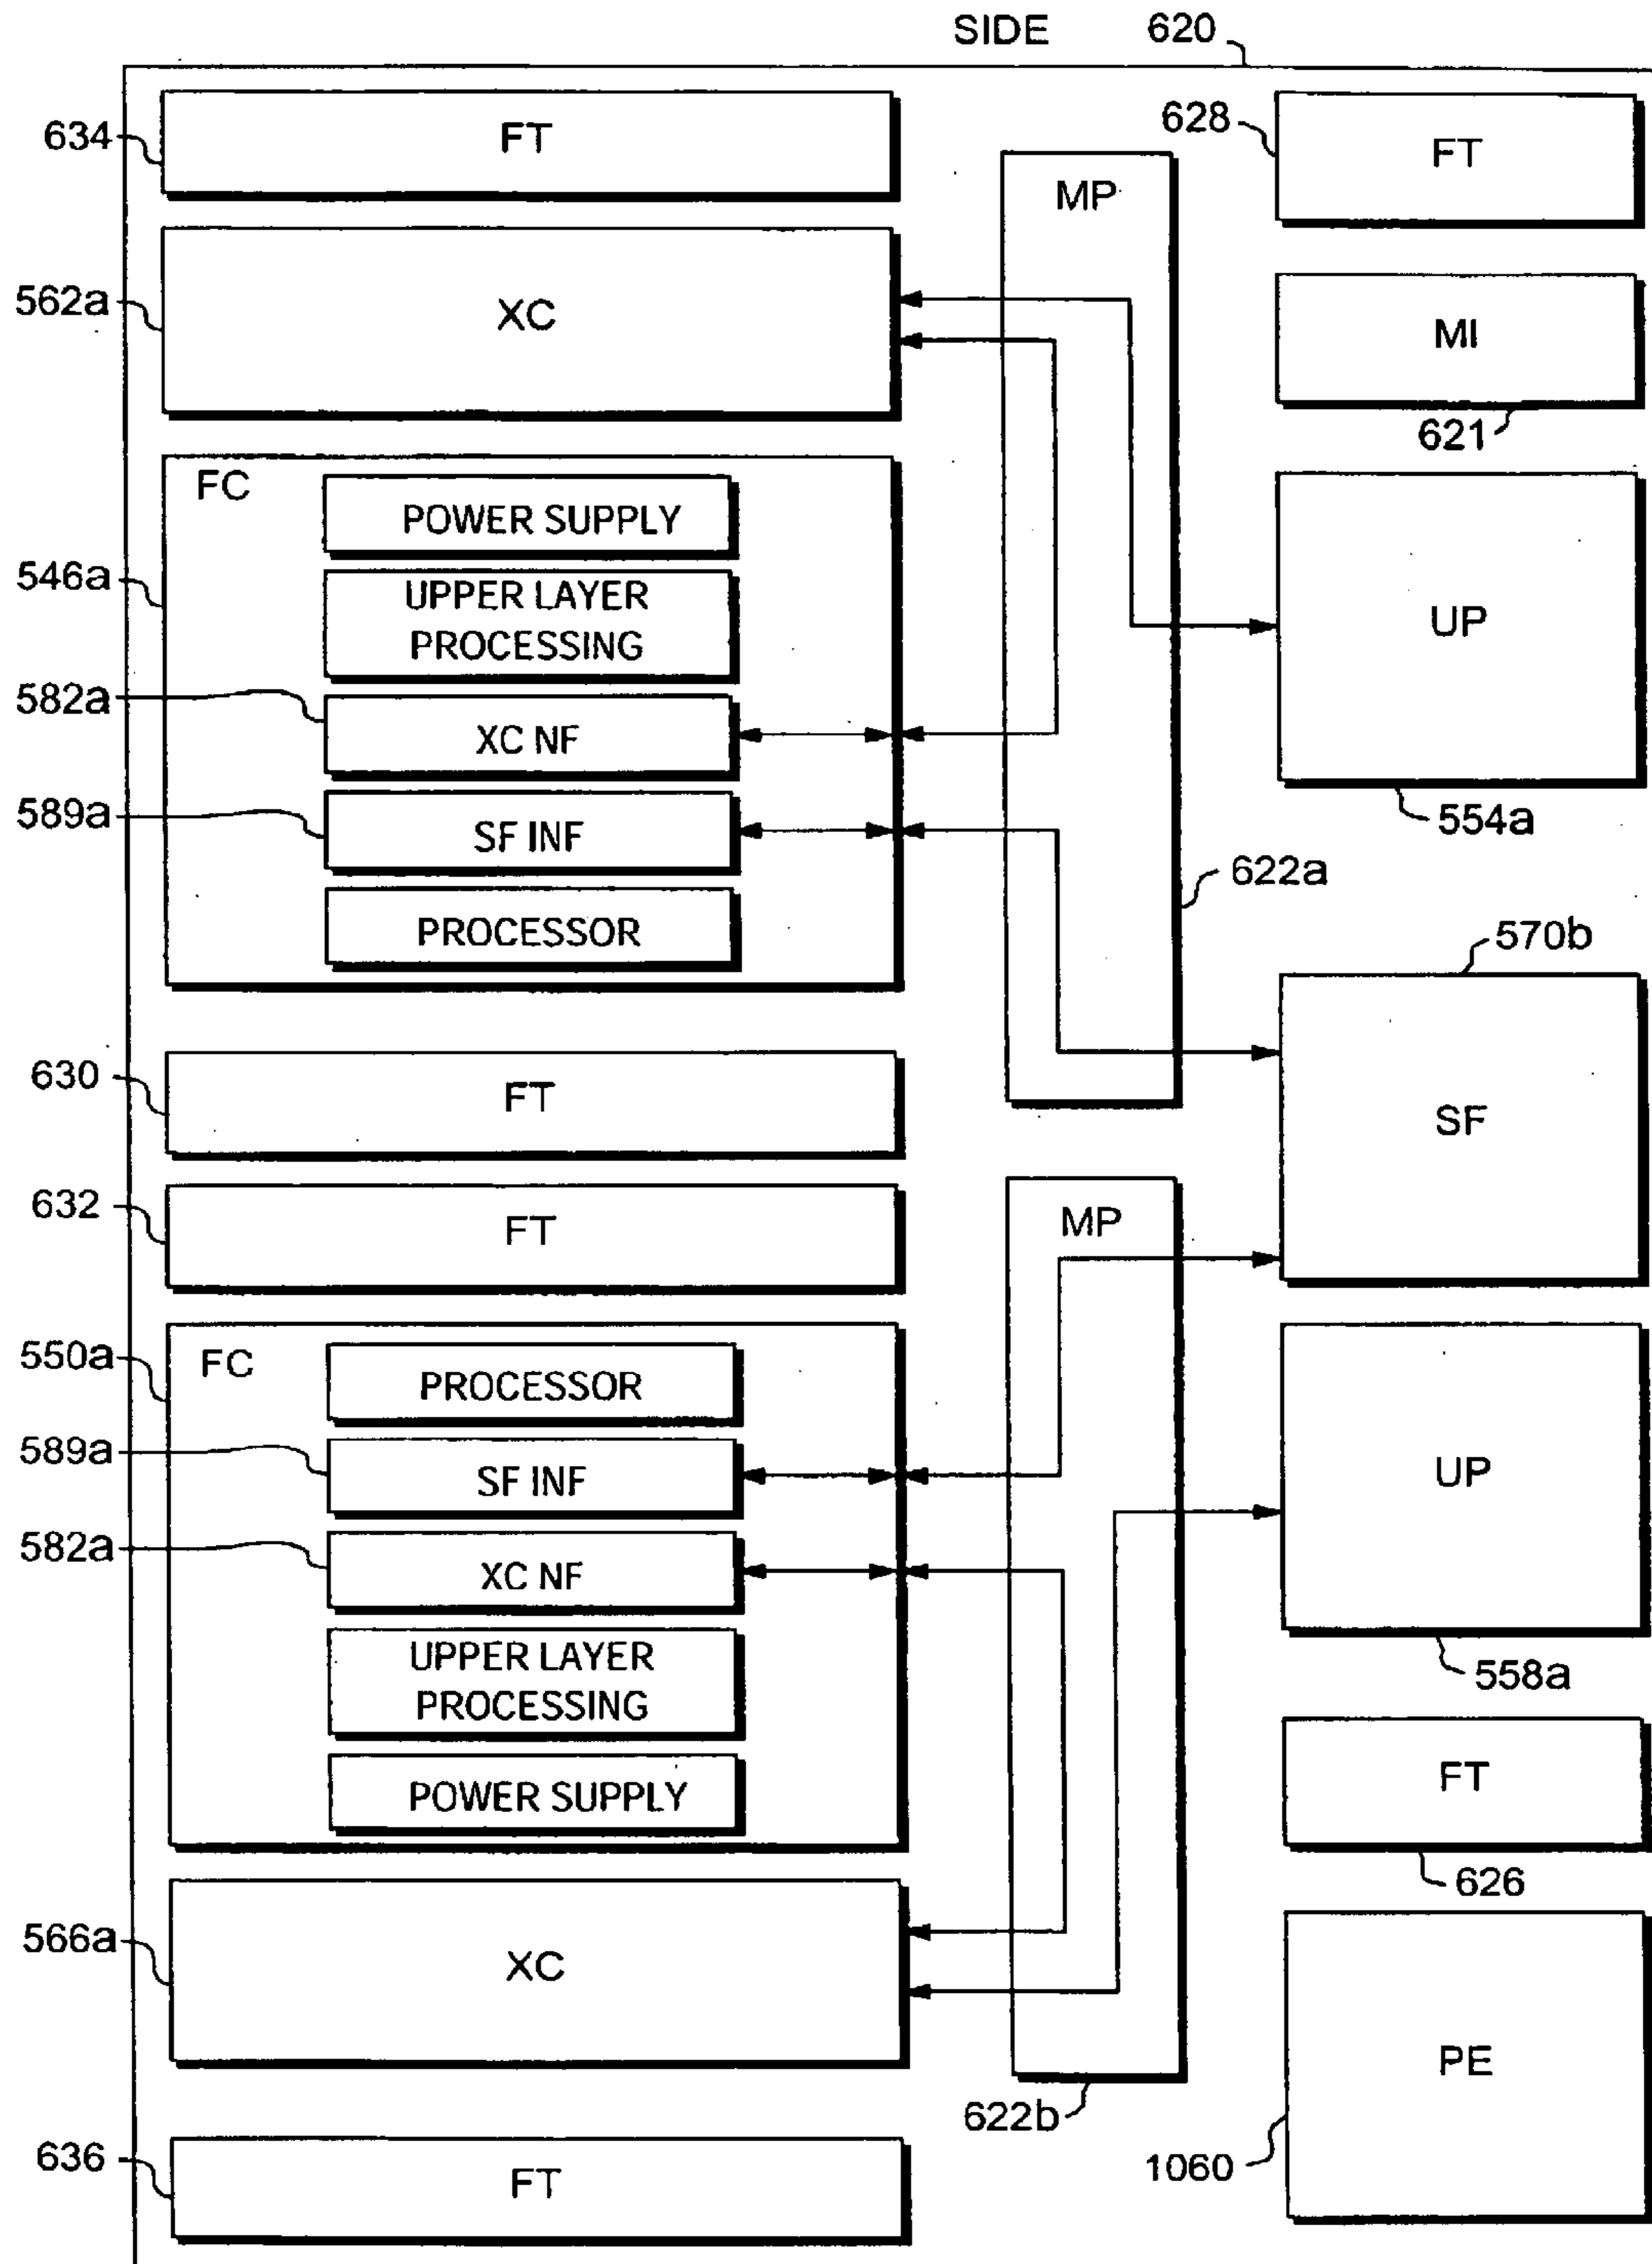 SIDE
620
634
FT
628
FT
MP
562a
XC
MI
621
FC
POWER SUPPLY
546a
UPPER LAYER
PROCESSING
UP
582a
XC NF
589a
SF INF
554a
622a
PROCESSOR
570b
630
FT
SF
632
FT
MP
550a
FC
PROCESSOR
589a
SF INF
UP
582a
XC NF
UPPER LAYER
PROCESSING
558a
POWER SUPPLY
FT
626
566a
XC
PE
622b
636
FT
1060